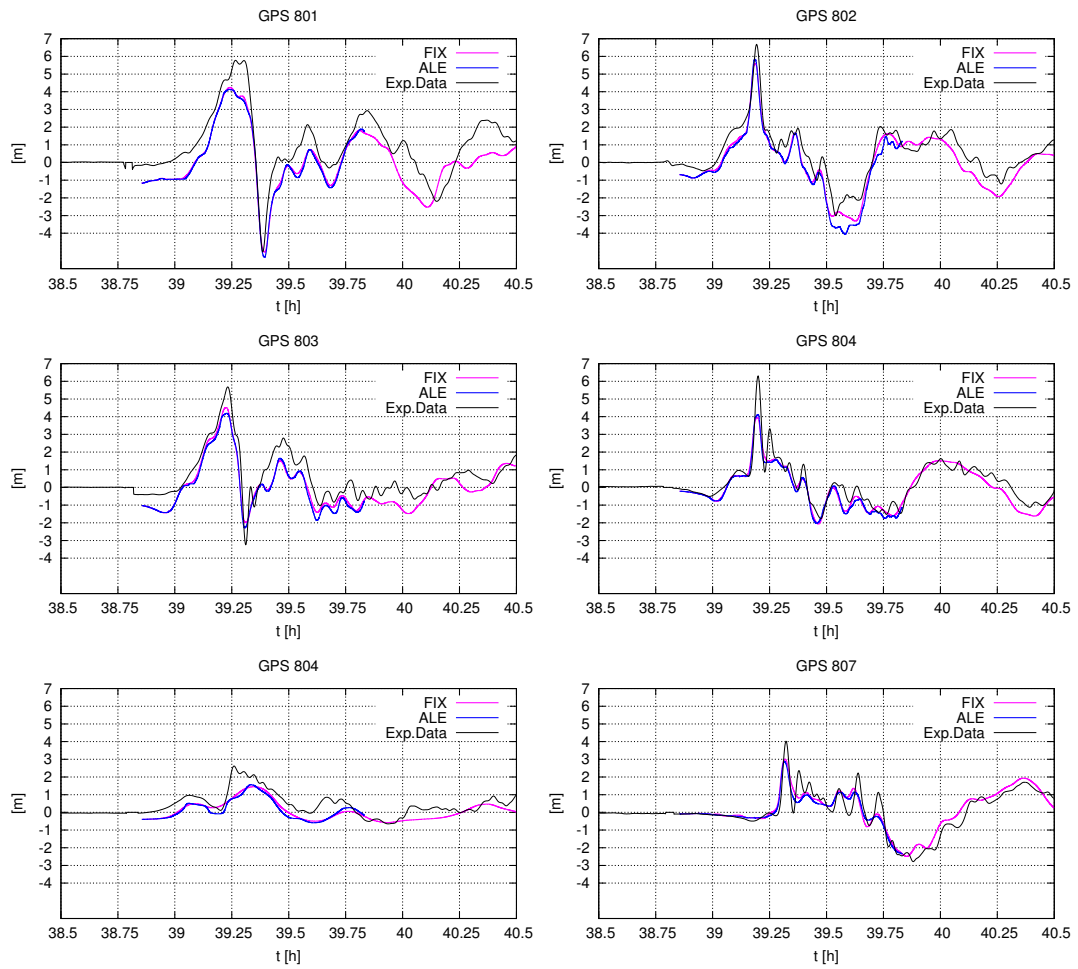 GPS 801
7
6
5
4
3
2
1
0
-1
-2
-3
-4
[m]
FIX
ALE
Exp.Data
38.5 38.75 39 39.25 39.5 39.75 40 40.25 40.5
t [h]
GPS 802
7
6
5
4
3
2
1
0
-1
-2
-3
-4
[m]
FIX
ALE
Exp.Data
38.5 38.75 39 39.25 39.5 39.75 40 40.25 40.5
t [h]
GPS 803
7
6
5
4
3
2
1
0
-1
-2
-3
-4
[m]
FIX
ALE
Exp.Data
38.5 38.75 39 39.25 39.5 39.75 40 40.25 40.5
t [h]
GPS 804
7
6
5
4
3
2
1
0
-1
-2
-3
-4
[m]
FIX
ALE
Exp.Data
38.5 38.75 39 39.25 39.5 39.75 40 40.25 40.5
t [h]
GPS 804
7
6
5
4
3
2
1
0
-1
-2
-3
-4
[m]
FIX
ALE
Exp.Data
38.5 38.75 39 39.25 39.5 39.75 40 40.25 40.5
t [h]
GPS 807
7
6
5
4
3
2
1
0
-1
-2
-3
-4
[m]
FIX
ALE
Exp.Data
38.5 38.75 39 39.25 39.5 39.75 40 40.25 40.5
t [h]